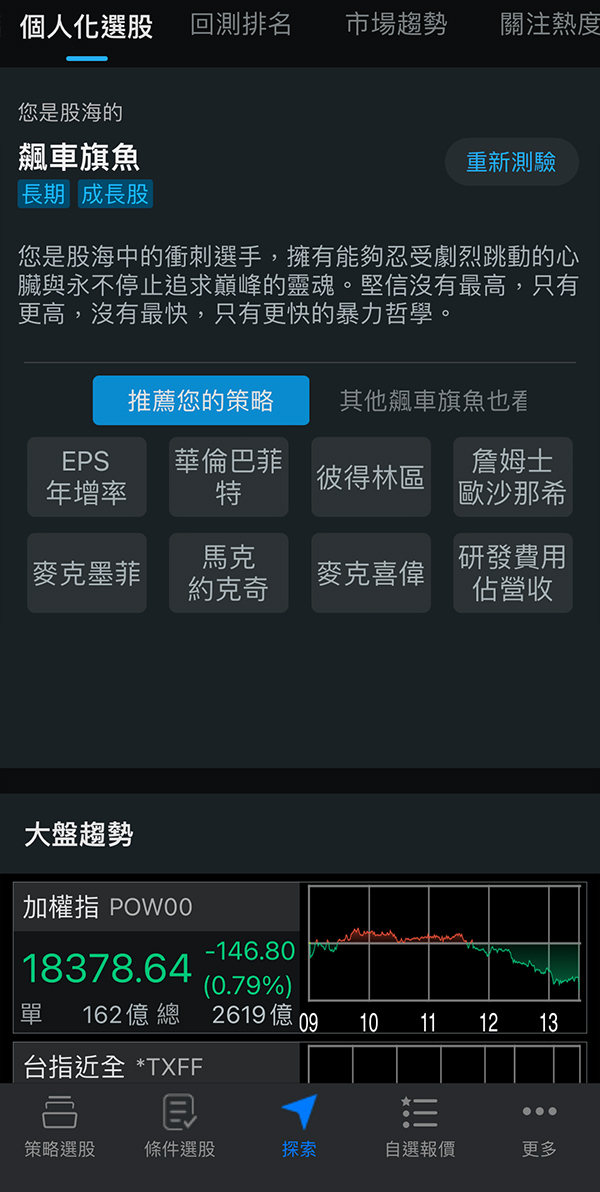 個人化選股 回測排名 市場趨勢 關注熱度
您是股海的
飆車旗魚
重新測驗
長期 成長股
您是股海中的衝刺選手，擁有能夠忍受劇烈跳動的心
臟與永不停止追求巔峰的靈魂。堅信沒有最高，只有
更高，沒有最快，只有更快的暴力哲學。
推薦您的策略 其他飆車旗魚也看
EPS
年增率
華倫巴菲
特
彼得林區
詹姆士
歐沙那希
麥克墨菲
馬克
約克奇
麥克喜偉
研發費用
佔營收
大盤趨勢
加權指 POW00
18378.64
-146.80
(0.79%)
單 162億 總 2619億
09 10 11 12 13
台指近全 *TXFF
策略選股 條件選股 探索 自選報價 更多